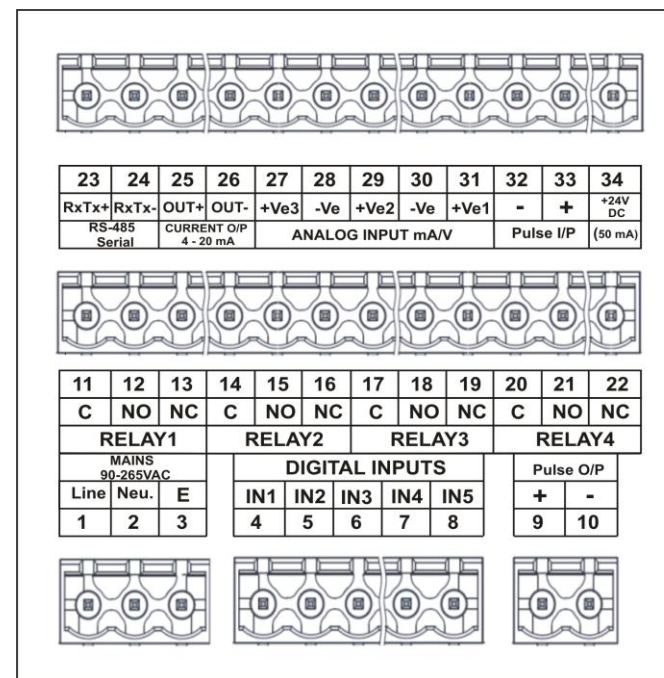 23 24 25 26 27 28 29 30 31 32 33 34
RxTx+ RxTx- OUT+ OUT- +Ve3 -Ve +Ve2 -Ve +Ve1 - + +24V DC
RS-485 Serial CURRENT O/P 4 - 20 mA ANALOG INPUT mA/V Pulse I/P (50 mA)
11 12 13 14 15 16 17 18 19 20 21 22
C NO NC C NO NC C NO NC C NO NC
RELAY1 RELAY2 RELAY3 RELAY4
MAINS 90-265VAC DIGITAL INPUTS Pulse O/P
Line Neu. E IN1 IN2 IN3 IN4 IN5 + -
1 2 3 4 5 6 7 8 9 10